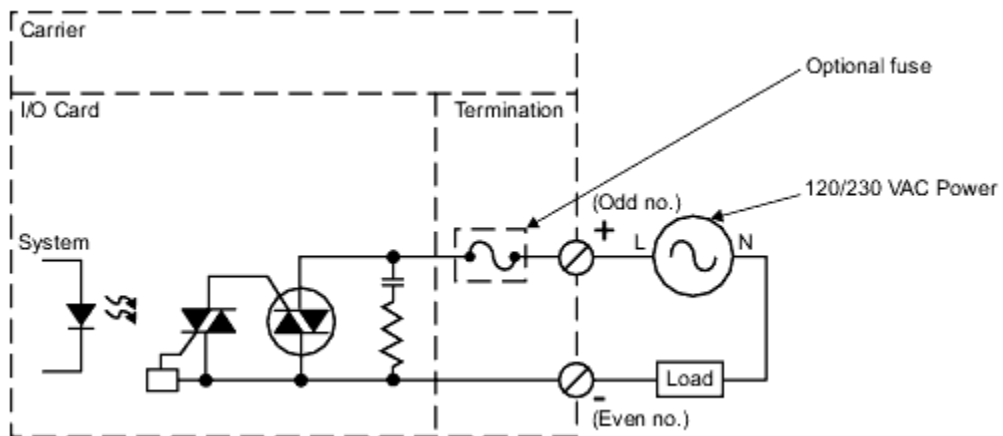 Carrier
Optional fuse
I/O Card
Termination
120/230 VAC Power
(Odd no.)
+
System
L
N
Load
-
(Even no.)